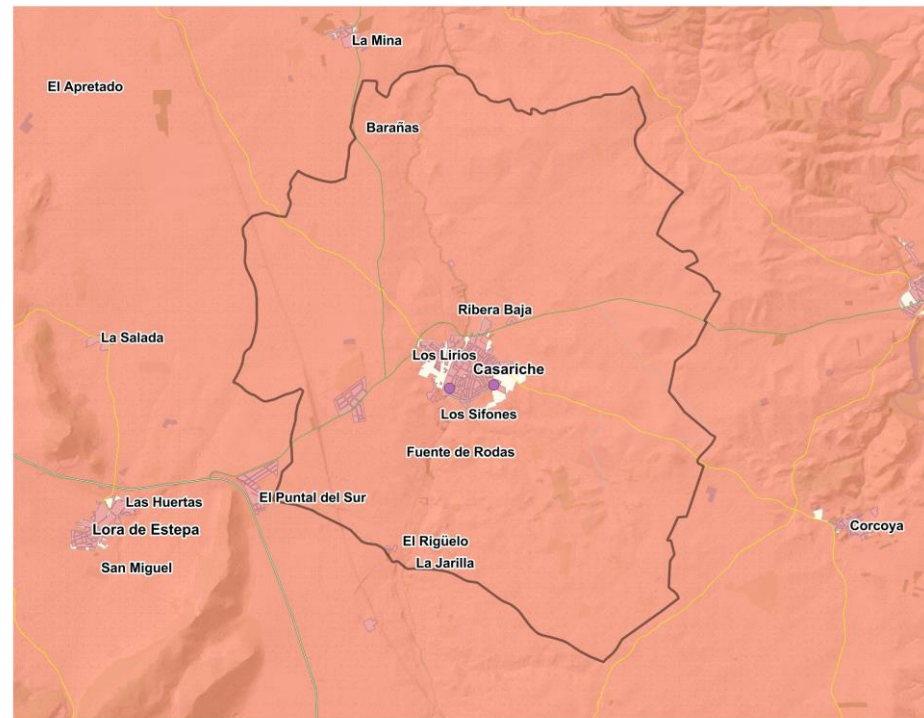 La Mina
El Apretado
Barañas
Ribera Baja
La Salada
Los Lirios
Casariche
Los Sifones
Fuente de Rodas
El Puntal del Sur
Las Huertas
Lora de Estepa
Corcoya
El Rigüelo
La Jarilla
San Miguel